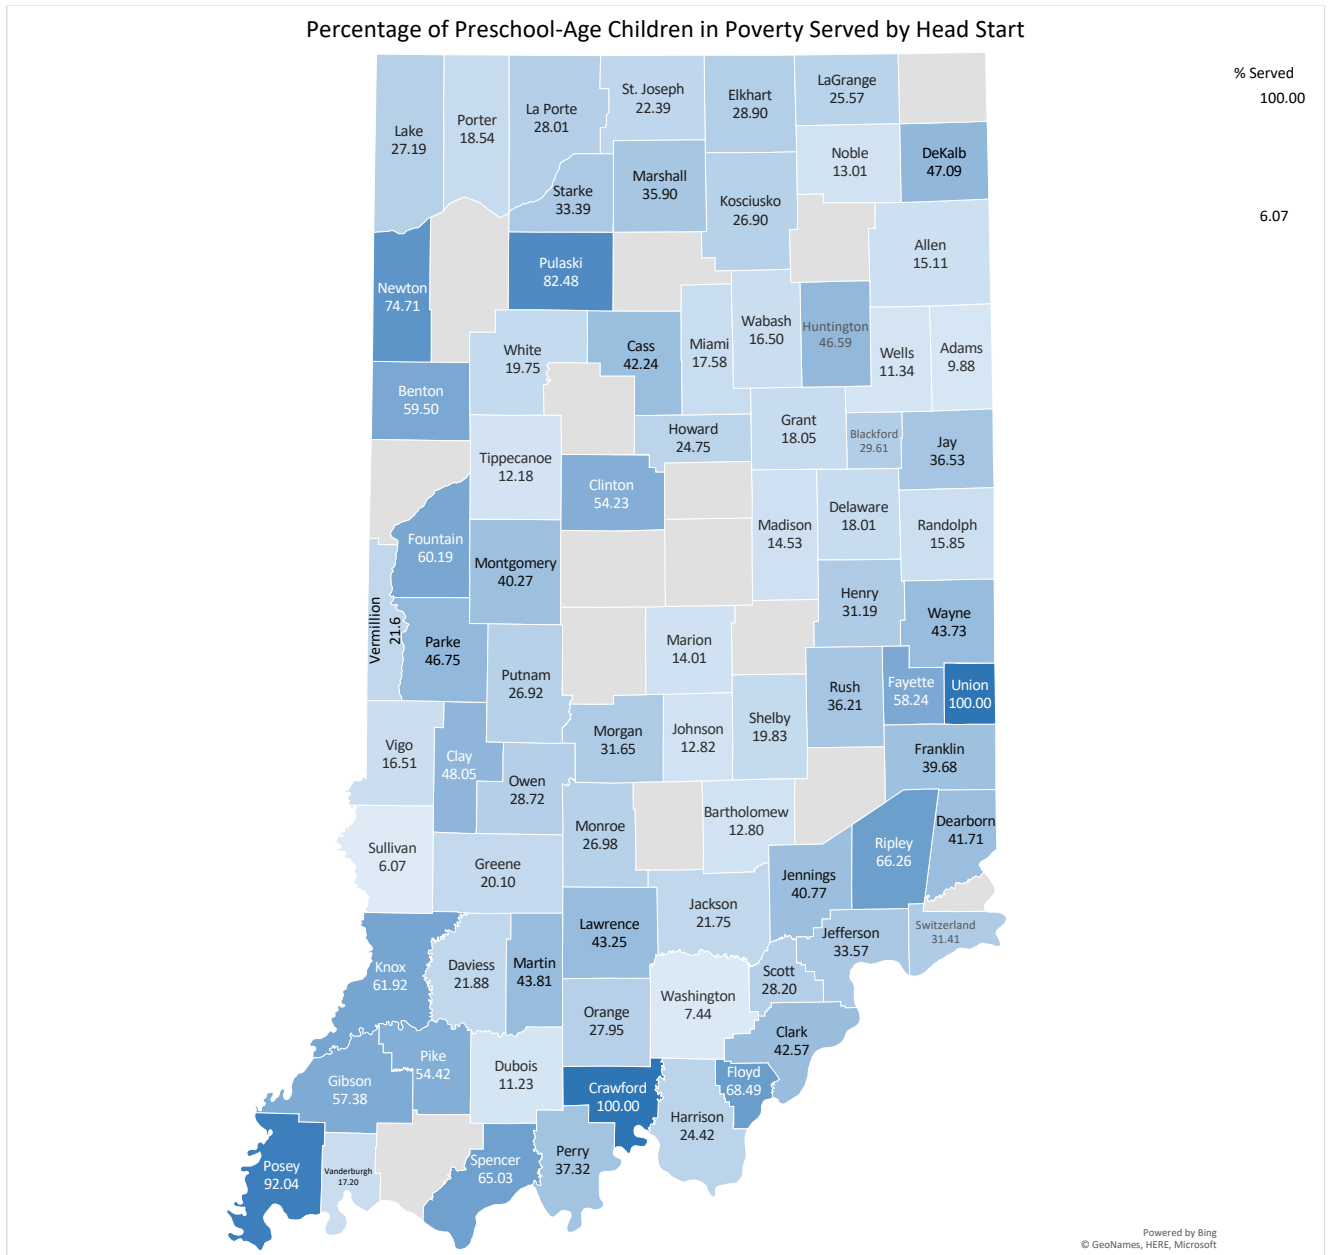 Percentage of Preschool-Age Children in Poverty Served by Head Start
% Served
100.00
6.07
Lake
27.19
Porter
18.54
La Porte
28.01
St. Joseph
22.39
Elkhart
28.90
LaGrange
25.57
Noble
13.01
DeKalb
47.09
Starke
33.39
Marshall
35.90
Kosciusko
26.90
Allen
15.11
Newton
74.71
Pulaski
82.48
White
19.75
Cass
42.24
Miami
17.58
Wabash
16.50
Huntington
46.59
Wells
11.34
Adams
9.88
Benton
59.50
Tippecanoe
12.18
Howard
24.75
Grant
18.05
Blackford
29.61
Jay
36.53
Clinton
54.23
Fountain
60.19
Montgomery
40.27
Madison
14.53
Delaware
18.01
Randolph
15.85
Vermillion
21.6
Parke
46.75
Putnam
26.92
Marion
14.01
Henry
31.19
Wayne
43.73
Rush
36.21
Fayette
58.24
Union
100.00
Vigo
16.51
Clay
48.05
Owen
28.72
Morgan
31.65
Johnson
12.82
Shelby
19.83
Franklin
39.68
Sullivan
6.07
Greene
20.10
Monroe
26.98
Bartholomew
12.80
Jennings
40.77
Ripley
66.26
Dearborn
41.71
Knox
61.92
Daviess
21.88
Martin
43.81
Lawrence
43.25
Jackson
21.75
Jefferson
33.57
Switzerland
31.41
Scott
28.20
Washington
7.44
Orange
27.95
Clark
42.57
Gibson
57.38
Pike
54.42
Dubois
11.23
Crawford
100.00
Floyd
68.49
Harrison
24.42
Posey
92.04
Vanderburgh
17.20
Spencer
65.03
Perry
37.32
Powered by Bing
© GeoNames, HERE, Microsoft